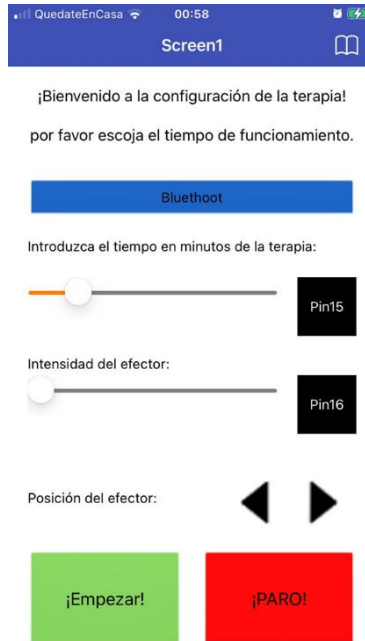 QuedateEnCasa 00:58
Screen1
¡Bienvenido a la configuración de la terapia!
por favor escoja el tiempo de funcionamiento.
Bluethoot
Introduzca el tiempo en minutos de la terapia:
Pin15
Intensidad del efector:
Pin16
Posición del efector:
¡Empezar! ¡PARO!